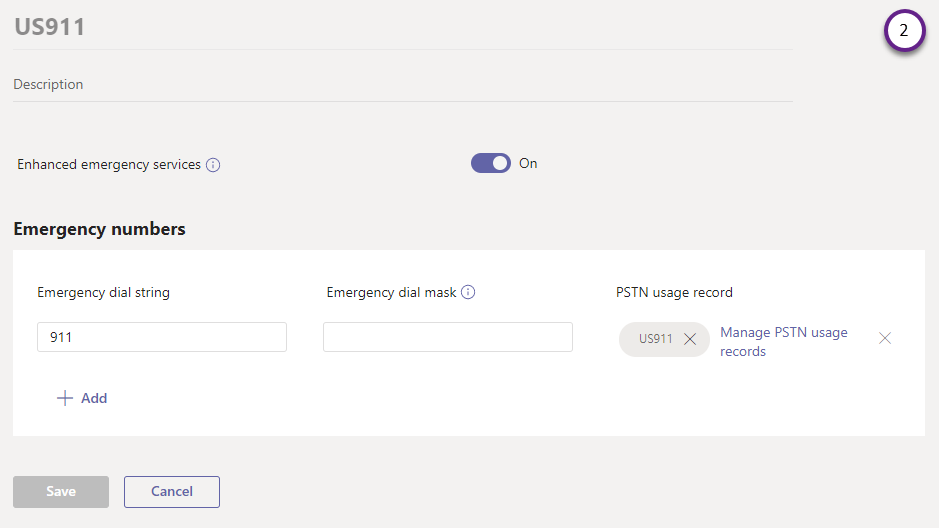 US911
2
Description
Enhanced emergency services
On
Emergency numbers
Emergency dial string
Emergency dial mask
PSTN usage record
911
US911
Manage PSTN usage
records
Add
Save
Cancel